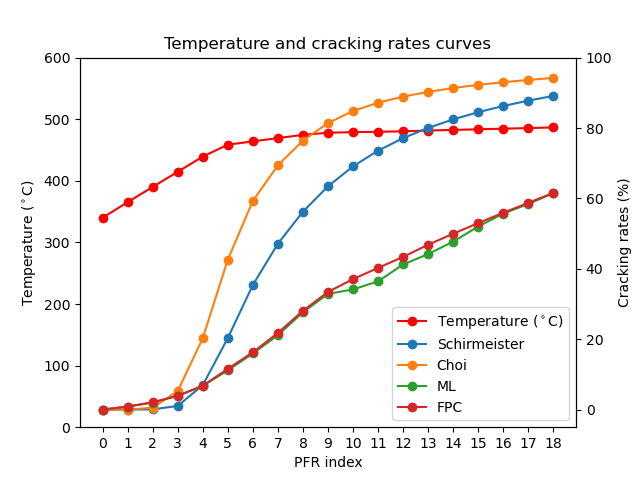 Temperature and cracking rates curves
600
500
400
300
200
100
0
Temperature (°C)
100
80
60
40
20
0
Cracking rates (%)
Temperature (°C)
Schirmeister
Choi
ML
FPC
0 1 2 3 4 5 6 7 8 9 10 11 12 13 14 15 16 17 18
PFR index